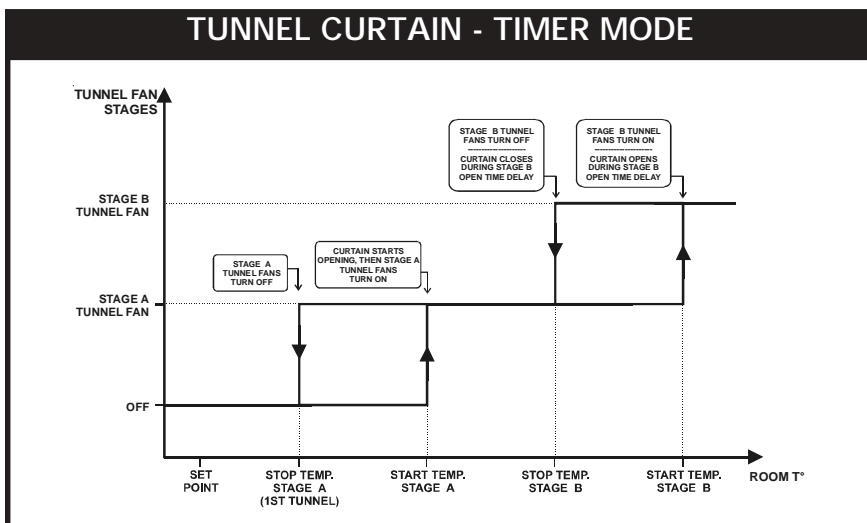 TUNNEL CURTAIN - TIMER MODE
TUNNEL FAN
STAGES
STAGE B TUNNEL
FANS TURN OFF
---------------------
CURTAIN CLOSES
DURING STAGE B
OPEN TIME DELAY
STAGE B TUNNEL
FANS TURN ON
---------------------
CURTAIN OPENS
DURING STAGE B
OPEN TIME DELAY
STAGE B
TUNNEL FAN
STAGE A
TUNNEL FANS
TURN OFF
CURTAIN STARTS
OPENING, THEN STAGE A
TUNNEL FANS
TURN ON
STAGE A
TUNNEL FAN
OFF
SET
POINT
STOP TEMP.
STAGE A
(1ST TUNNEL)
START TEMP.
STAGE A
STOP TEMP.
STAGE B
START TEMP.
STAGE B
ROOM T°